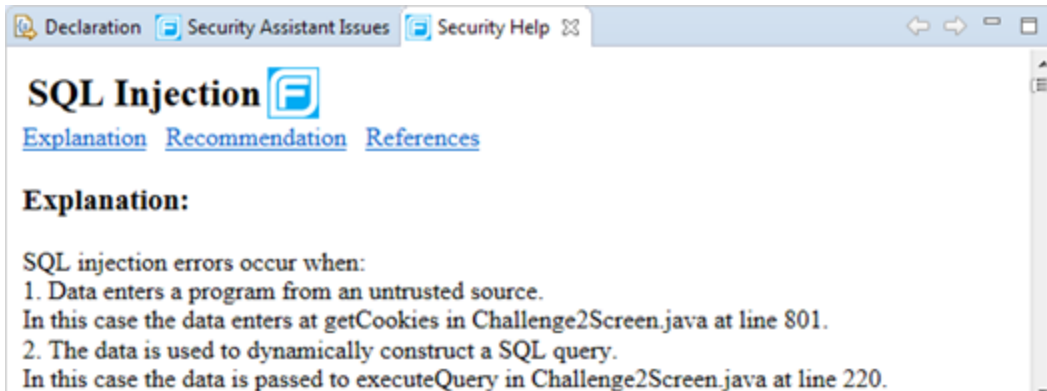 Declaration Security Assistant Issues Security Help
SQL Injection
Explanation Recommendation References
Explanation:
SQL injection errors occur when:
1. Data enters a program from an untrusted source.
In this case the data enters at getCookies in Challenge2Screen.java at line 801.
2. The data is used to dynamically construct a SQL query.
In this case the data is passed to executeQuery in Challenge2Screen.java at line 220.